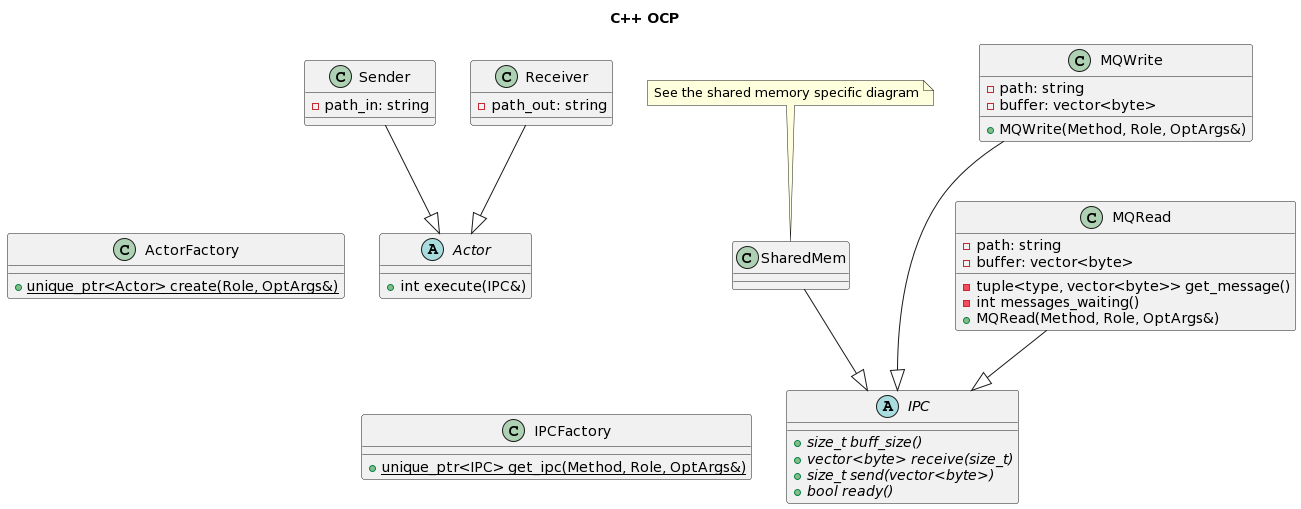 C++ OCP
C Sender
path_in: string
C Receiver
path_out: string
See the shared memory specific diagram
C MQWrite
path: string
buffer: vector<byte>
MQWrite(Method, Role, OptArgs&)
C ActorFactory
unique_ptr<Actor> create(Role, OptArgs&)
A Actor
int execute(IPC&)
C SharedMem
C MQRead
path: string
buffer: vector<byte>
tuple<type, vector<byte>> get_message()
int messages_waiting()
MQRead(Method, Role, OptArgs&)
C IPCFactory
unique_ptr<IPC> get_ipc(Method, Role, OptArgs&)
A IPC
size_t buff_size()
vector<byte> receive(size_t)
size_t send(vector<byte>)
bool ready()